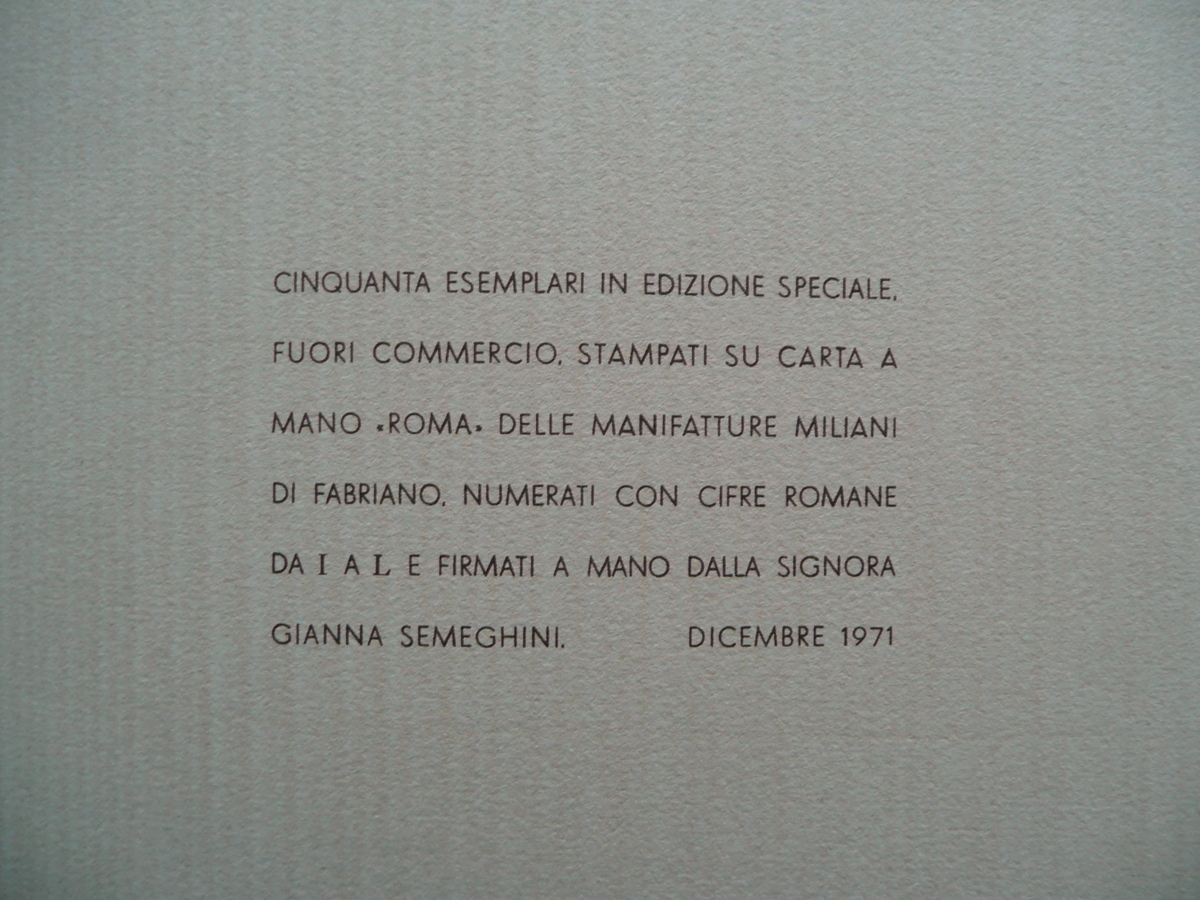 CINQUANTA ESEMPLARI IN EDIZIONE SPECIALE,
FUORI COMMERCIO, STAMPATI SU CARTA A
MANO «ROMA» DELLE MANIFATTURE MILIANI
DI FABRIANO, NUMERATI CON CIFRE ROMANE
DA I A L E FIRMATI A MANO DALLA SIGNORA
GIANNA SEMEGHINI. DICEMBRE 1971